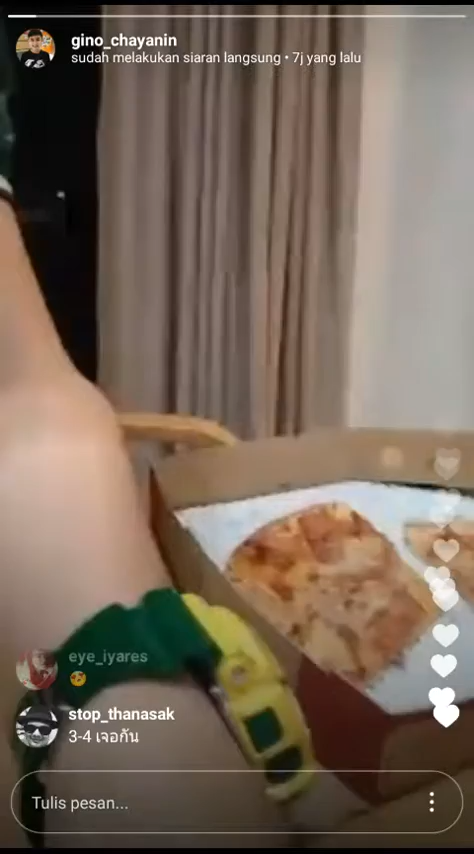 gino_chayanin
sudah melakukan siaran langsung • 7j yang lalu
eye_iyares
😉
stop_thanasak
3-4 เจอกัน
Tulis pesan...